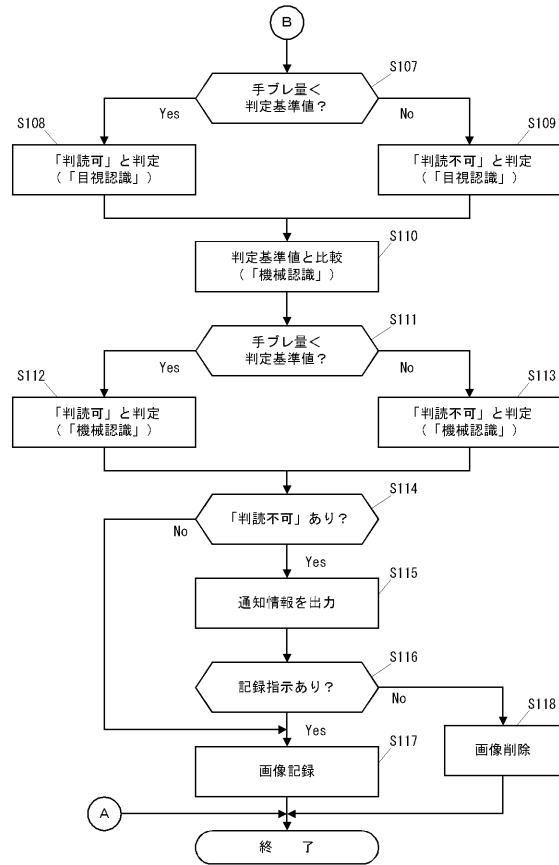 B
S107
手ブレ量<
判定基準値?
Yes
No
S108
「判読可」と判定
(「目視認識」)
S109
「判読不可」と判定
(「目視認識」)
S110
判定基準値と比較
(「機械認識」)
S111
手ブレ量<
判定基準値?
Yes
No
S112
「判読可」と判定
(「機械認識」)
S113
「判読不可」と判定
(「機械認識」)
S114
「判読不可」あり?
No
Yes
S115
通知情報を出力
S116
記録指示あり?
No
Yes
S118
画像削除
S117
画像記録
A
終 了